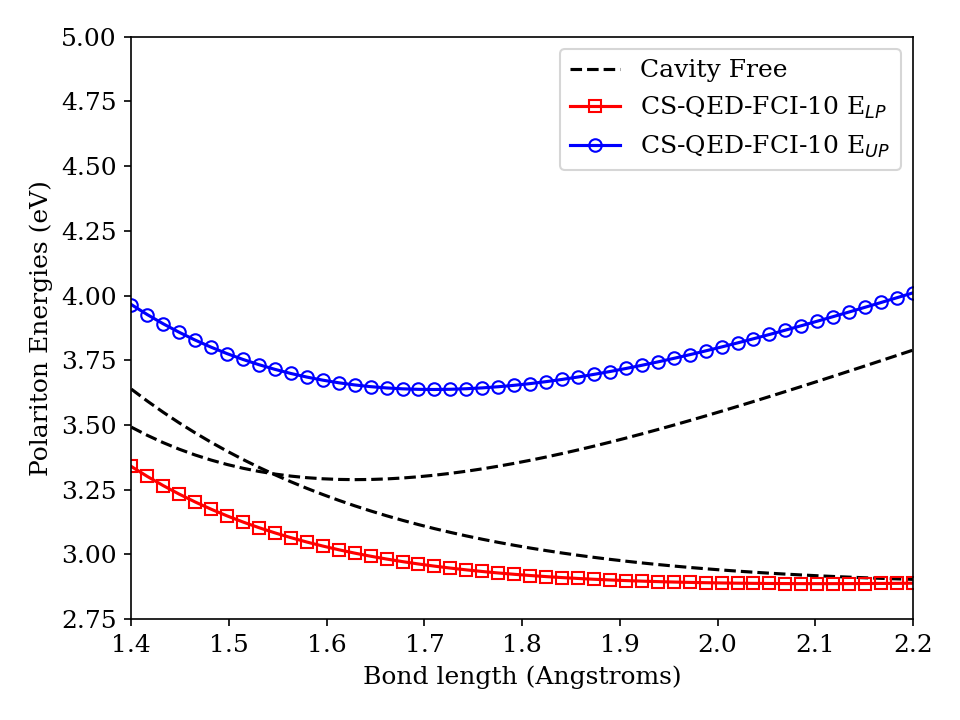 5.00
4.75
4.50
4.25
4.00
3.75
3.50
3.25
3.00
2.75
Polariton Energies (eV)
Cavity Free
CS-QED-FCI-10 E_LP
CS-QED-FCI-10 E_UP
1.4 1.5 1.6 1.7 1.8 1.9 2.0 2.1 2.2
Bond length (Angstroms)